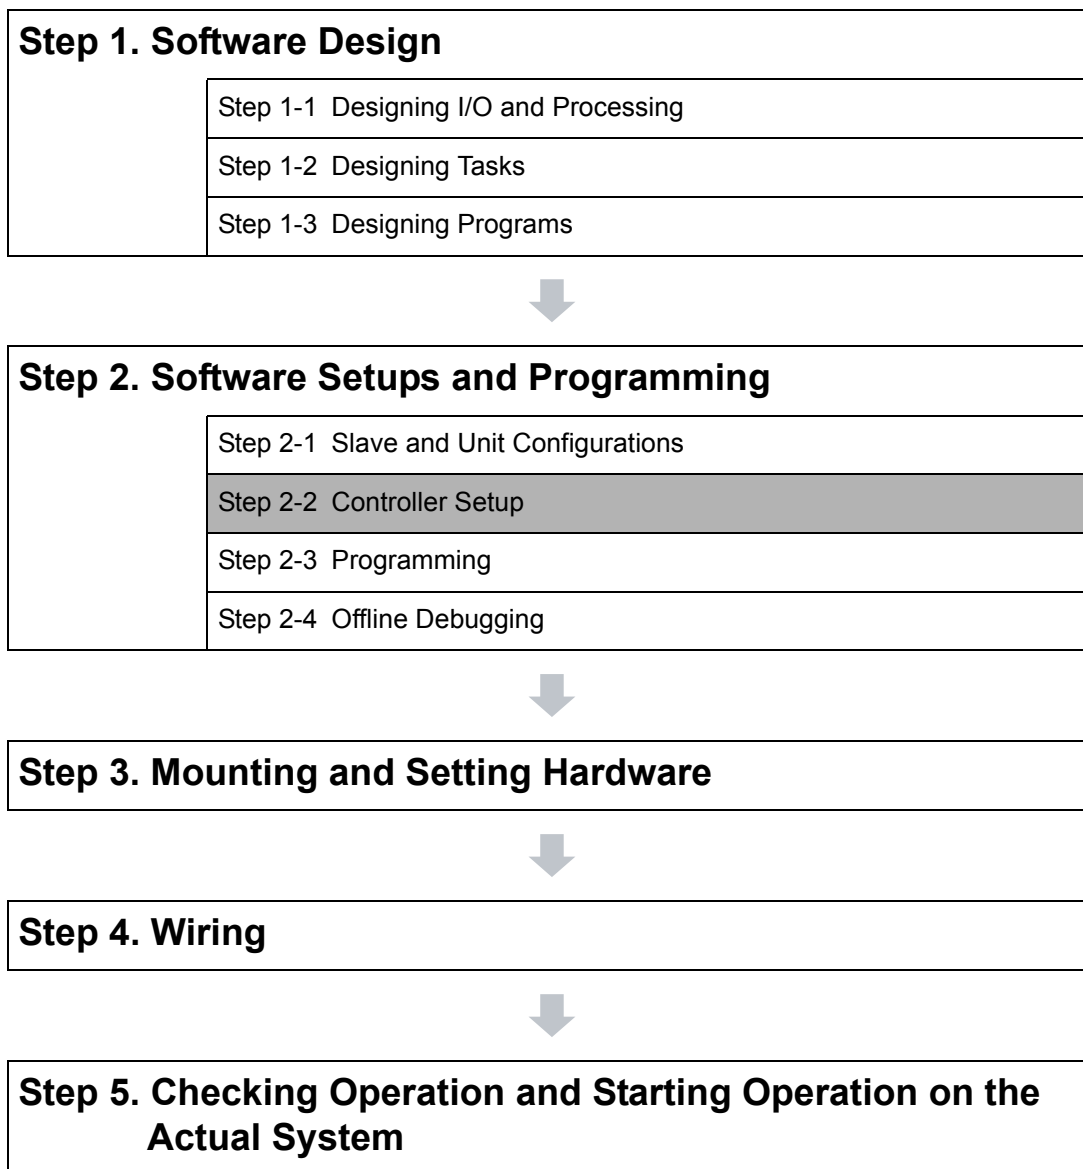 Step 1. Software Design
Step 1-1 Designing I/O and Processing
Step 1-2 Designing Tasks
Step 1-3 Designing Programs
Step 2. Software Setups and Programming
Step 2-1 Slave and Unit Configurations
Step 2-2 Controller Setup
Step 2-3 Programming
Step 2-4 Offline Debugging
Step 3. Mounting and Setting Hardware
Step 4. Wiring
Step 5. Checking Operation and Starting Operation on the
Actual System